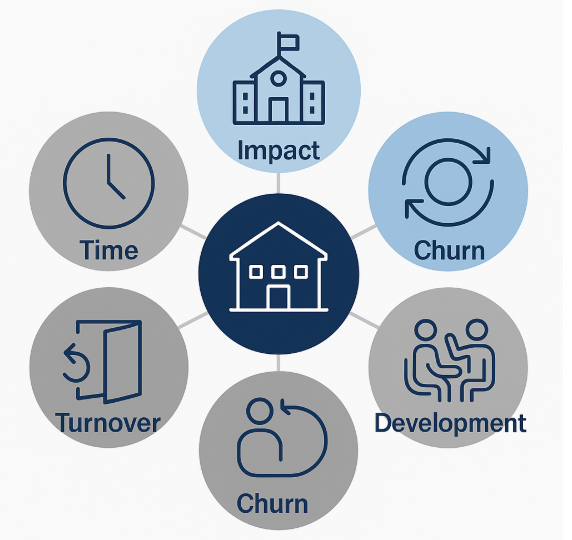 Impact
Time
Churn
Turnover
Development
Churn